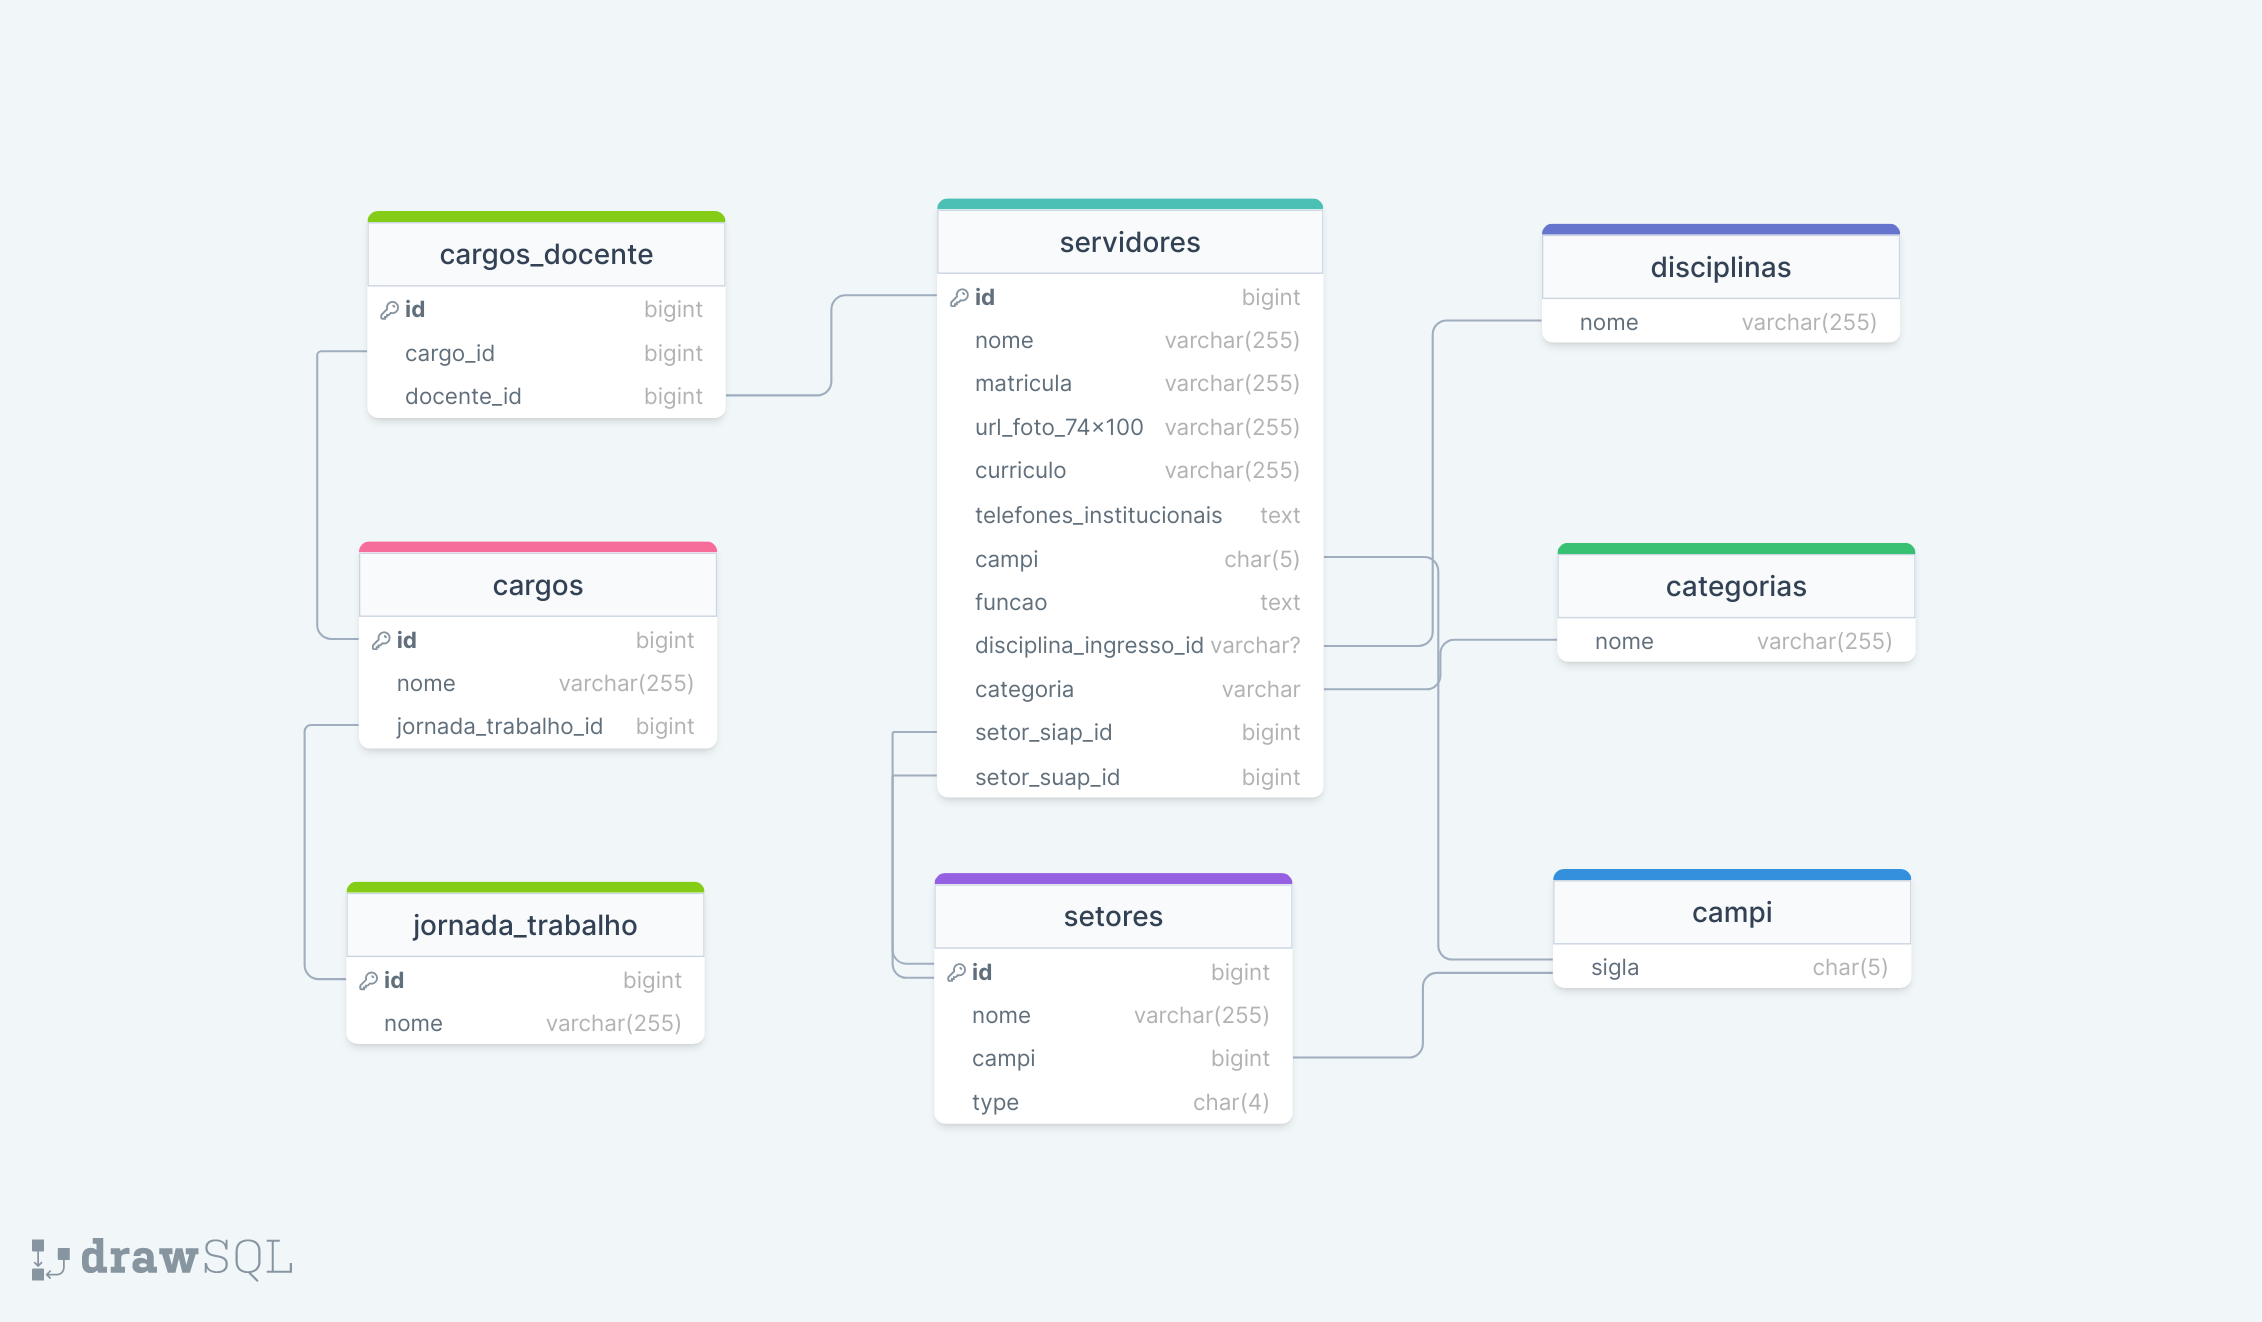 cargos_docente
id bigint
cargo_id bigint
docente_id bigint
servidores
id bigint
nome varchar(255)
matricula varchar(255)
url_foto_74x100 varchar(255)
curriculo varchar(255)
telefones_institucionais text
campi char(5)
funcao text
disciplina_ingresso_id varchar?
categoria varchar
setor_siap_id bigint
setor_suap_id bigint
disciplinas
nome varchar(255)
cargos
id bigint
nome varchar(255)
jornada_trabalho_id bigint
categorias
nome varchar(255)
jornada_trabalho
id bigint
nome varchar(255)
setores
id bigint
nome varchar(255)
campi bigint
type char(4)
campi
sigla char(5)
drawSQL